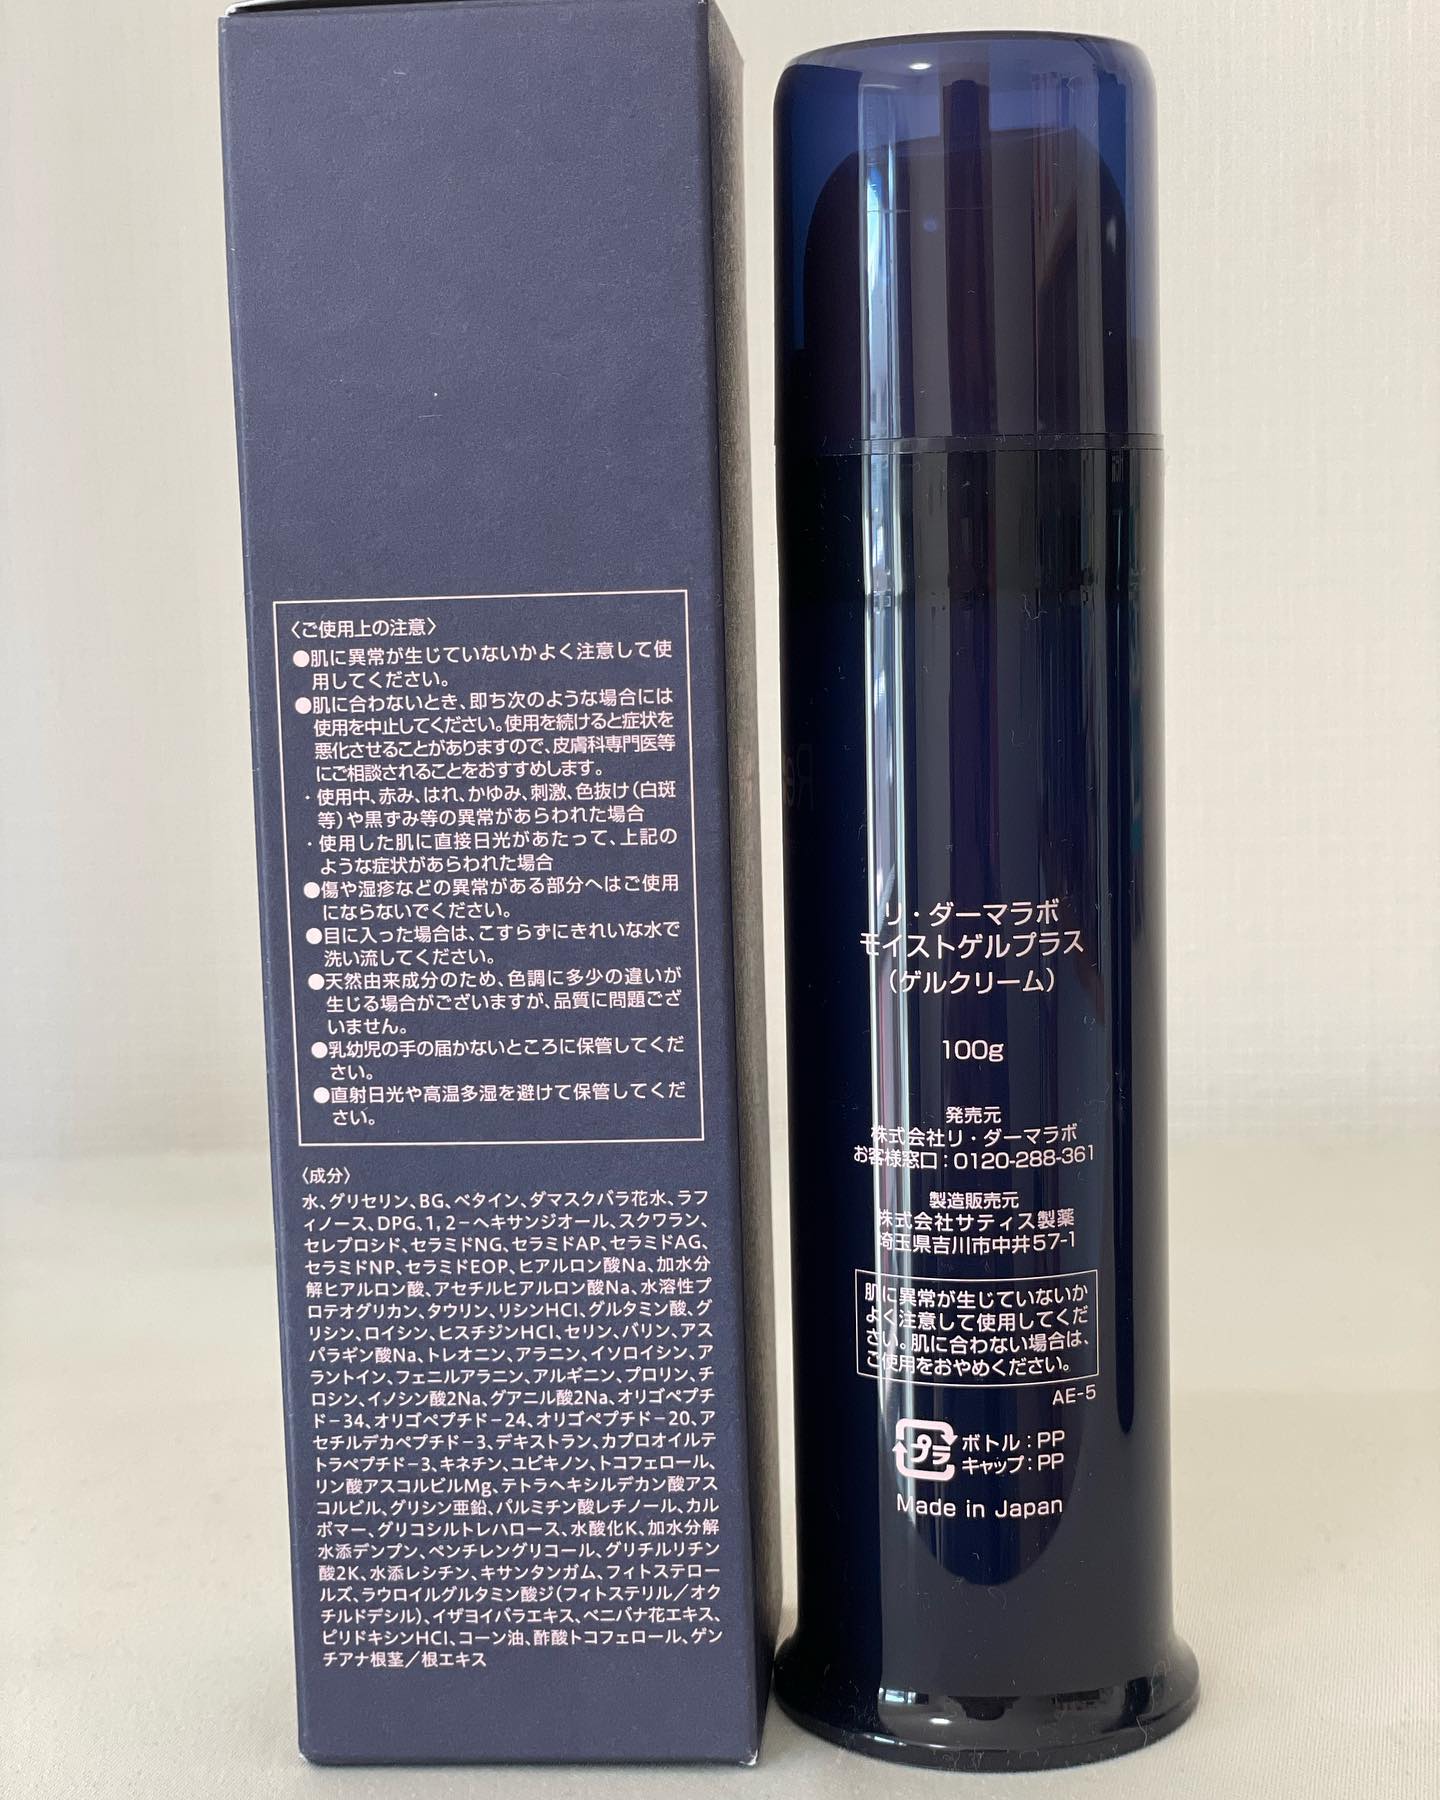 〈ご使用上の注意〉
●肌に異常が生じていないかよく注意して使
用してください。
●肌に合わないとき、即ち次のような場合には
使用を中止してください。使用を続けると症状を
悪化させることがありますので、皮膚科専門医等
にご相談されることをおすすめします。
・使用中、赤み、はれ、かゆみ、刺激、色抜け(白斑
等)や黒ずみ等の異常があらわれた場合
・使用した肌に直接日光があたって、上記の
ような症状があらわれた場合
●傷や湿疹などの異常がある部分へはご使用
にならないでください。
●目に入った場合は、こすらずにきれいな水で
洗い流してください。
●天然由来成分のため、色調に多少の違いが
生じる場合がございますが、品質に問題ござ
いません。
●乳幼児の手の届かないところに保管してくだ
さい。
●直射日光や高温多湿を避けて保管してくだ
さい。
〈成分〉
水、グリセリン、BG、ベタイン、ダマスクバラ花水、ラフ
ィノース、DPG、1,2-ヘキサンジオール、スクワラン、
セレブロシド、セラミドNG、セラミドAP、セラミドAG、
セラミドNP、セラミドEOP、ヒアルロン酸Na、加水分
解ヒアルロン酸、アセチルヒアルロン酸Na、水溶性プ
ロテオグリカン、タウリン、リシンHCl、グルタミン酸、グ
リシン、ロイシン、ヒスチジンHCl、セリン、バリン、アス
パラギン酸Na、トレオニン、アラニン、イソロイシン、ア
ラントイン、フェニルアラニン、アルギニン、プロリン、チ
ロシン、イノシン酸2Na、グアニル酸2Na、オリゴペプチ
ド-34、オリゴペプチド-24、オリゴペプチド-20、ア
セチルデカペプチド-3、デキストラン、カプロオイルテ
トラペプチド-3、キネチン、ユビキノン、トコフェロール、
リン酸アスコルビルMg、テトラヘキシルデカン酸アス
コルビル、グリシン亜鉛、パルミチン酸レチノール、カル
ボマー、グリコシルトレハロース、水酸化K、加水分解
水添デンプン、ペンチレングリコール、グリチルリチン
酸2K、水添レシチン、キサンタンガム、フィトステロー
ルズ、ラウロイルグルタミン酸ジ(フィトステリル／オク
チルドデシル)、イザヨイバラエキス、ベニバナ花エキス、
ピリドキシンHCl、コーン油、酢酸トコフェロール、ゲン
チアナ根茎／根エキス
リ・ダーマラボ
モイストゲルプラス
(ゲルクリーム)
100g
発売元
株式会社リ・ダーマラボ
お客様窓口:0120-288-361
製造販売元
株式会社サティス製薬
埼玉県吉川市中井57-1
肌に異常が生じていないか
よく注意して使用してくだ
さい。肌に合わない場合は、
ご使用をおやめください。
AE-5
プラ
ボトル:PP
キャップ:PP
Made in Japan